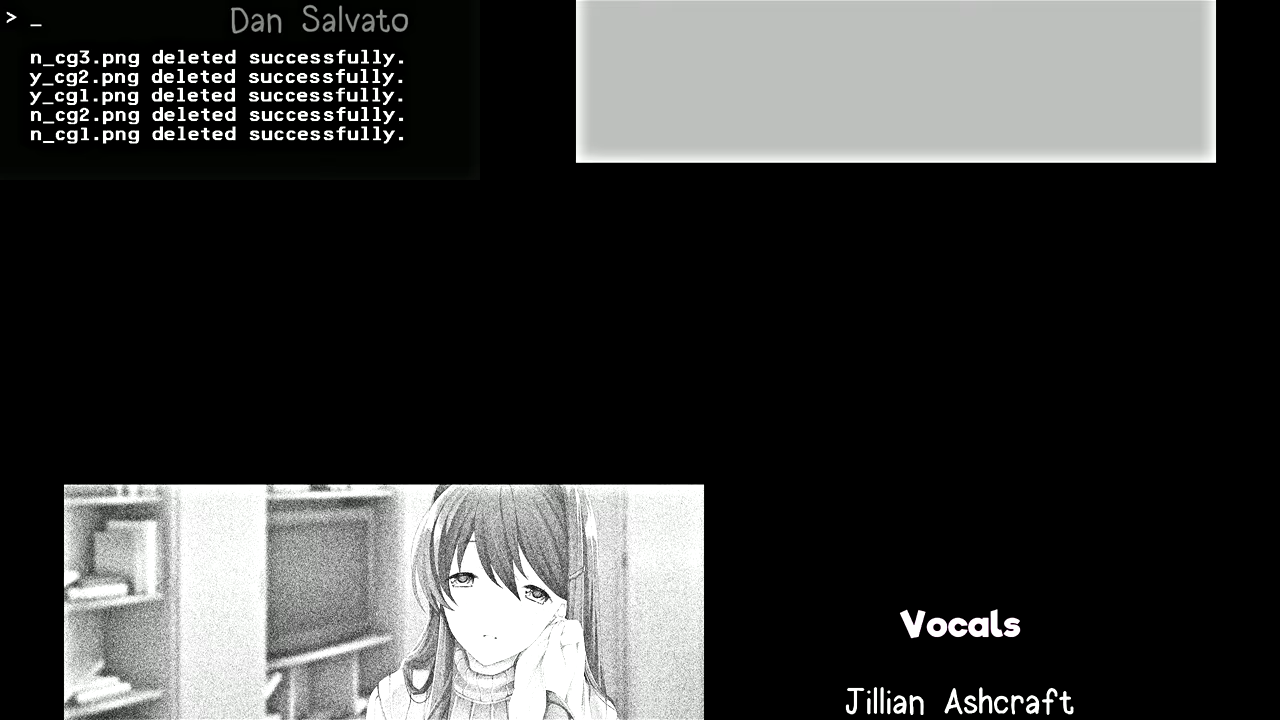 > _
Dan Salvato
n_cg3.png deleted successfully.
y_cg2.png deleted successfully.
y_cg1.png deleted successfully.
n_cg2.png deleted successfully.
n_cg1.png deleted successfully.
Vocals
Jillian Ashcraft